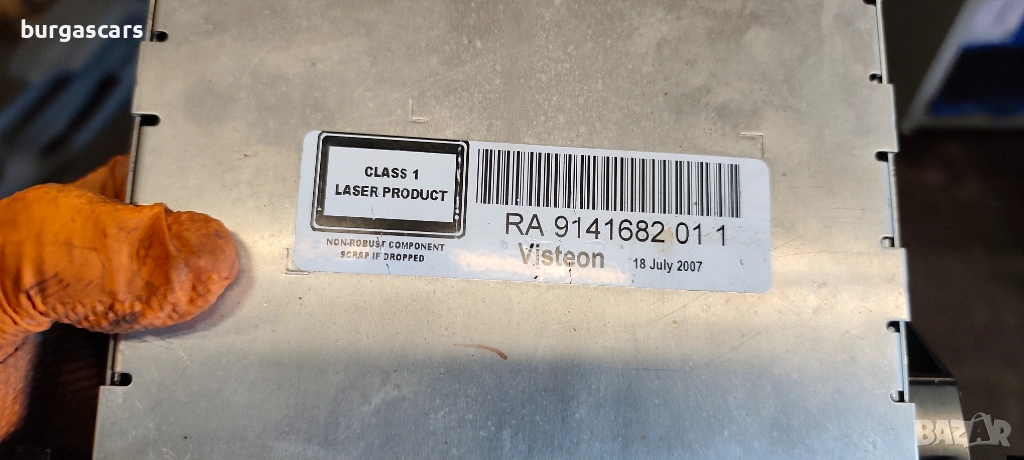 burgascars
CLASS 1
LASER PRODUCT
NON-ROBUST COMPONENT
SCRAP IF DROPPED
RA 9141682 01 1
Visteon 18 July 2007
BAZAR